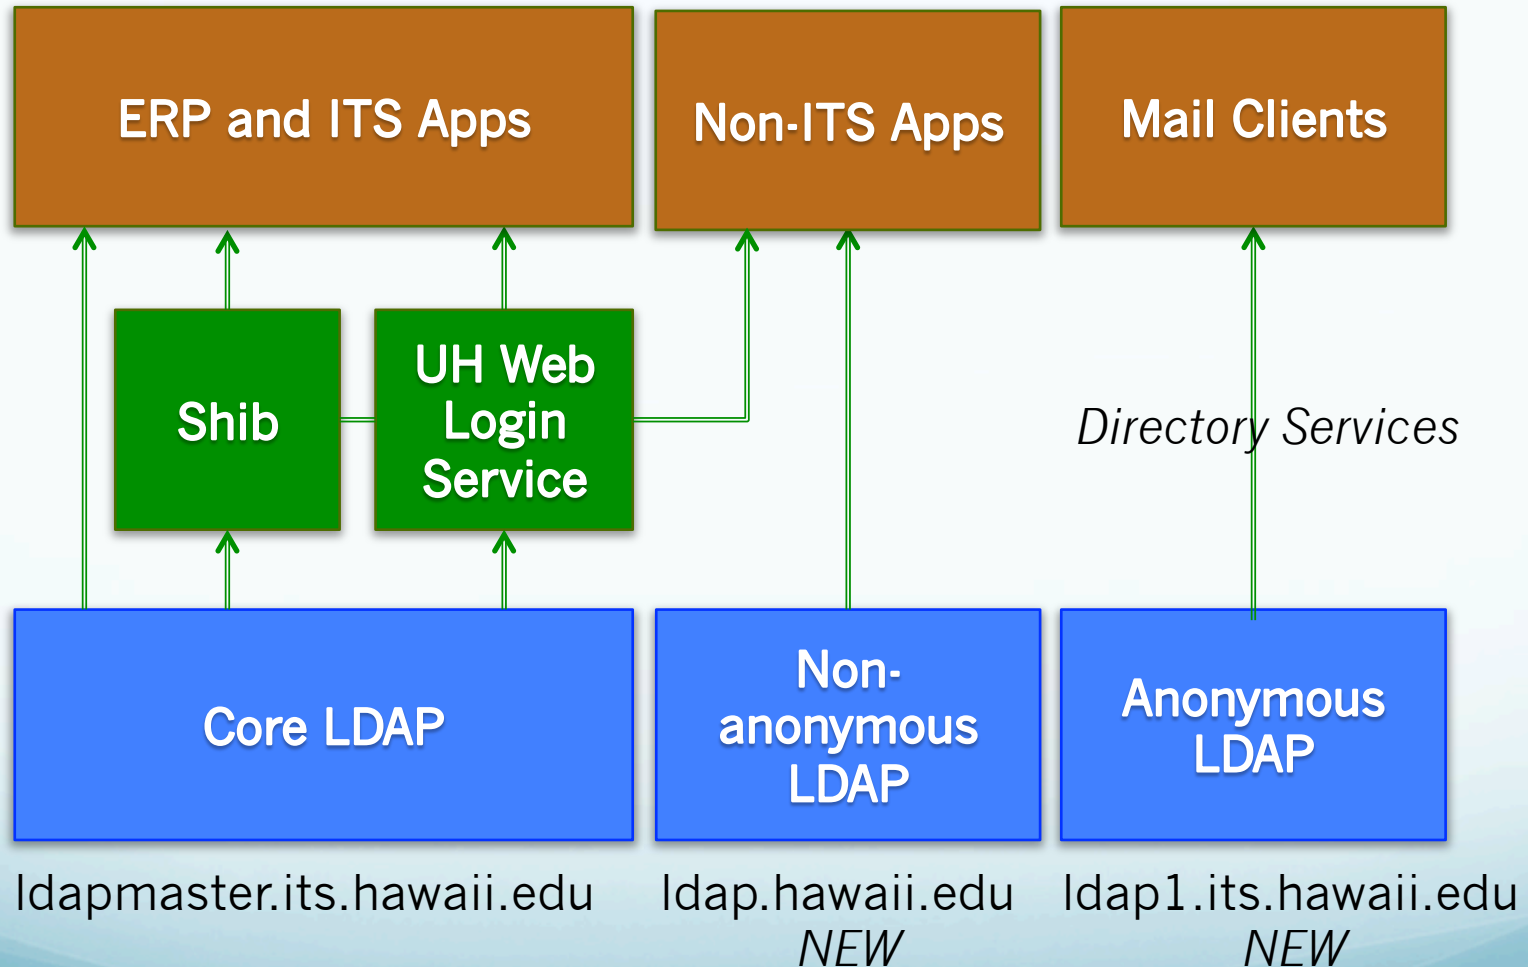 ERP and ITS Apps
Non-ITS Apps
Mail Clients
Shib
UH Web
Login
Service
Directory Services
Core LDAP
Non-
anonymous
LDAP
Anonymous
LDAP
ldapmaster.its.hawaii.edu
ldap.hawaii.edu
NEW
ldap1.its.hawaii.edu
NEW